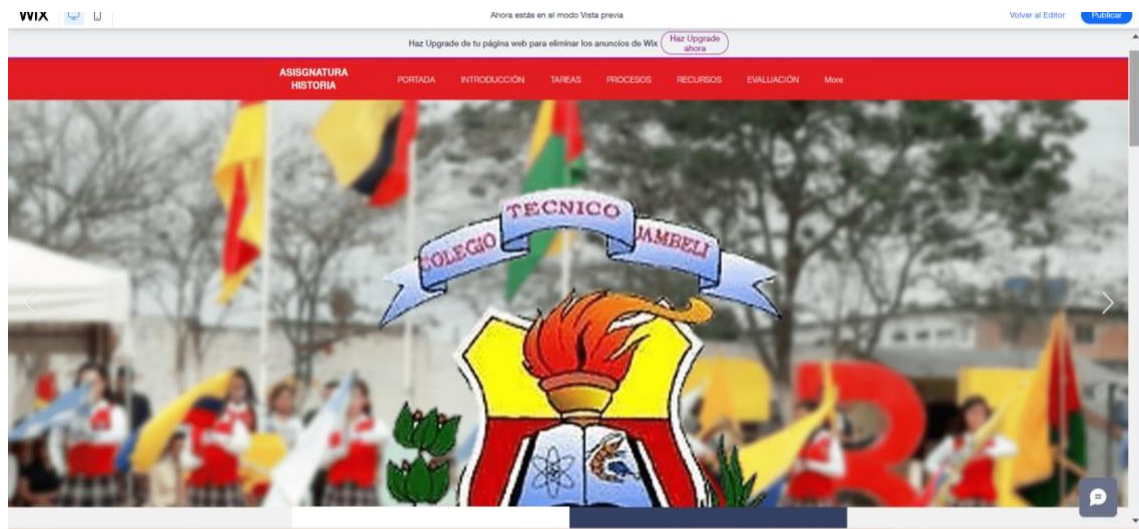 WIX
Ahora estás en el modo Vista previa
Volver al Editor
Publicar
Haz Upgrade de tu página web para eliminar los anuncios de Wix
Haz Upgrade
ahora
ASISGNATURA
HISTORIA
PORTADA
INTRODUCCIÓN
TAREAS
PROCESOS
RECURSOS
EVALUACIÓN
More
COLEGIO TECNICO JAMBELI